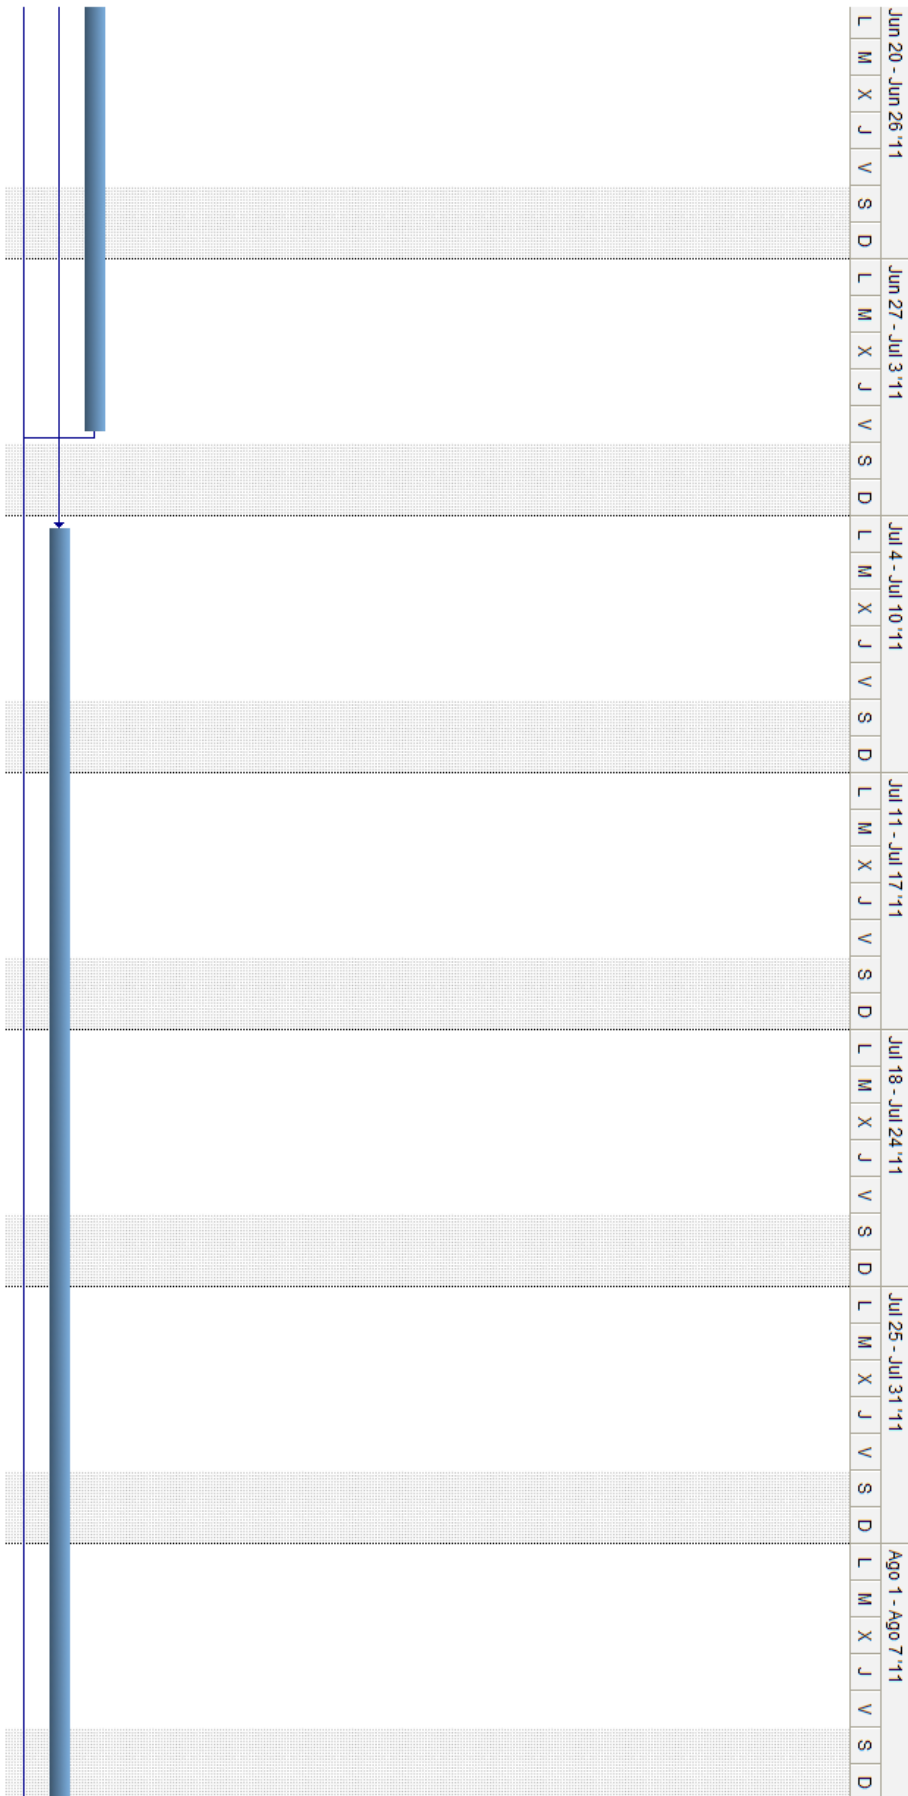 Jun 20 - Jun 26 '11
L M X J V S D
Jun 27 - Jul 3 '11
L M X J V S D
Jul 4 - Jul 10 '11
L M X J V S D
Jul 11 - Jul 17 '11
L M X J V S D
Jul 18 - Jul 24 '11
L M X J V S D
Jul 25 - Jul 31 '11
L M X J V S D
Ago 1 - Ago 7 '11
L M X J V S D